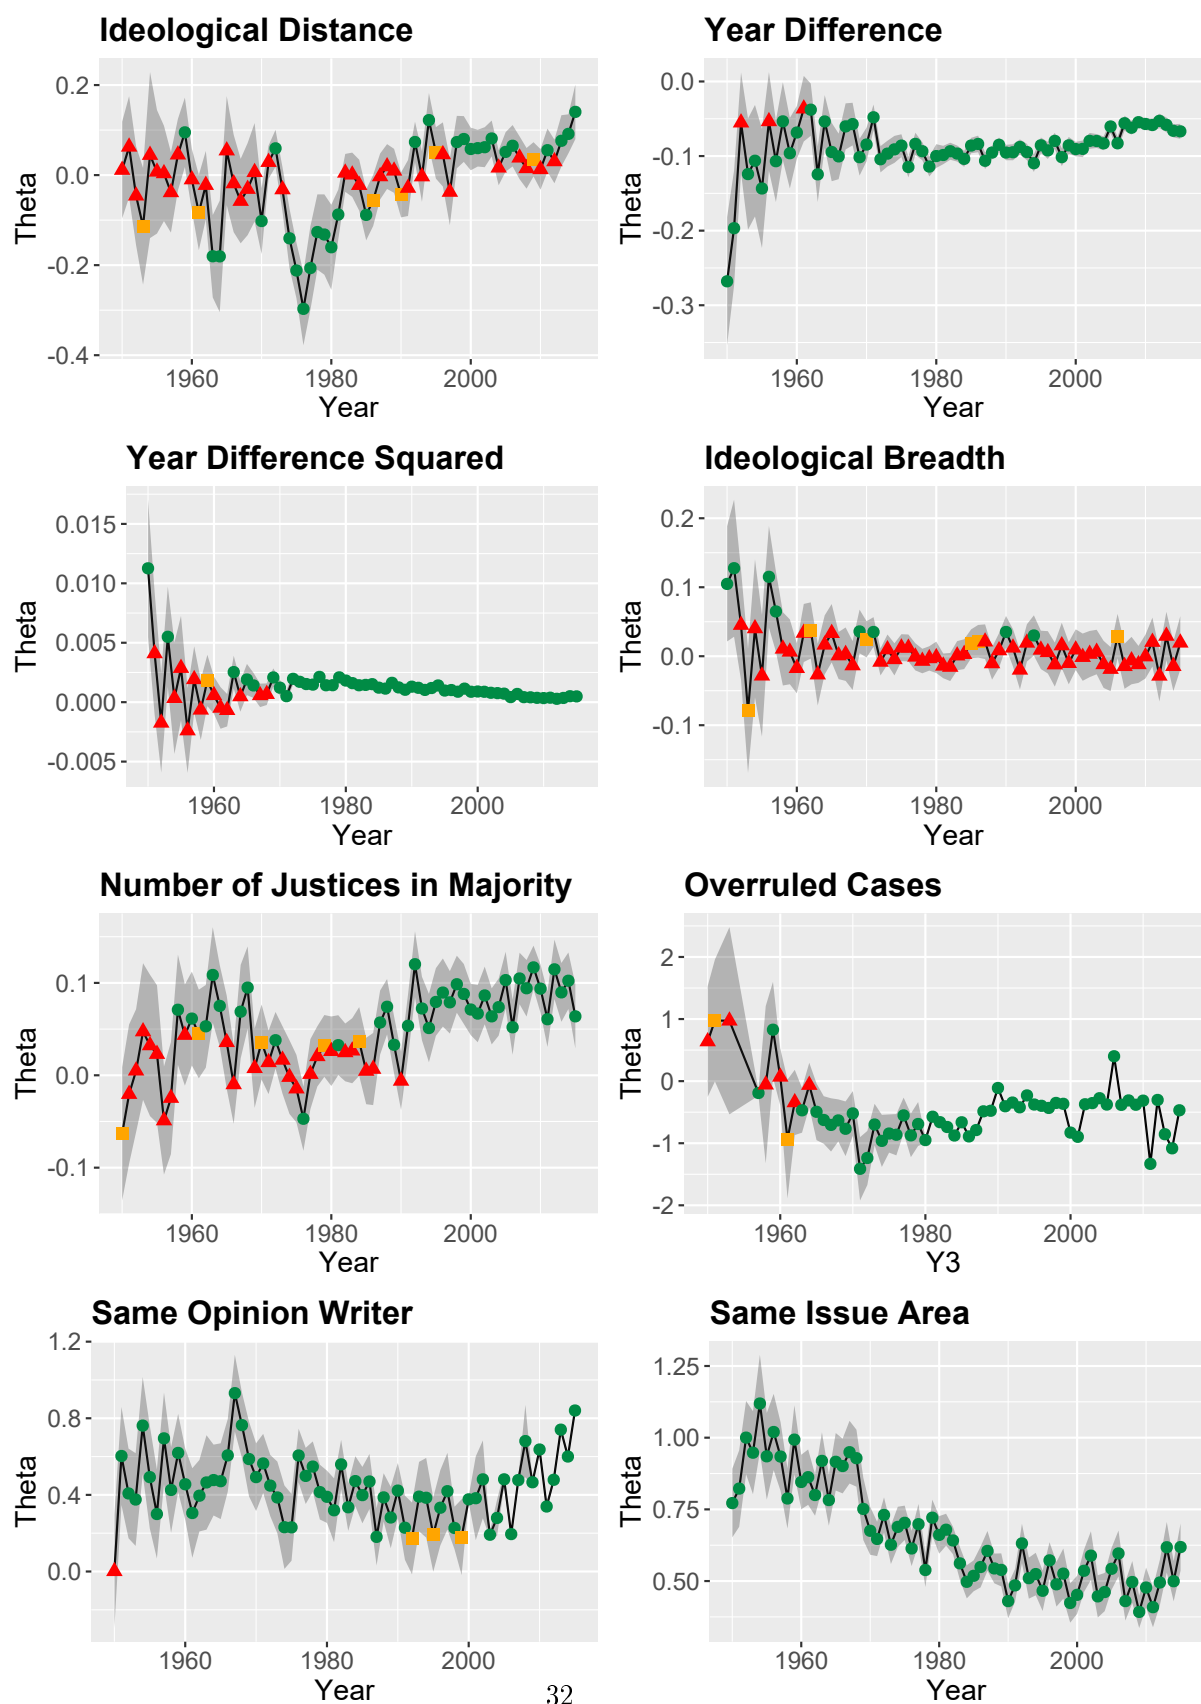 Ideological Distance
0.2
0.0
-0.2
-0.4
Theta
1960 1980 2000
Year
Year Difference
0.0
-0.1
-0.2
-0.3
Theta
1960 1980 2000
Year
Year Difference Squared
0.015
0.010
0.005
0.000
-0.005
Theta
1960 1980 2000
Year
Ideological Breadth
0.2
0.1
0.0
-0.1
Theta
1960 1980 2000
Year
Number of Justices in Majority
0.1
0.0
-0.1
Theta
1960 1980 2000
Year
Overruled Cases
2
1
0
-1
-2
Theta
1960 1980 2000
Y3
Same Opinion Writer
1.2
0.8
0.4
0.0
Theta
1960 1980 2000
Year
Same Issue Area
1.25
1.00
0.75
0.50
Theta
1960 1980 2000
Year
32